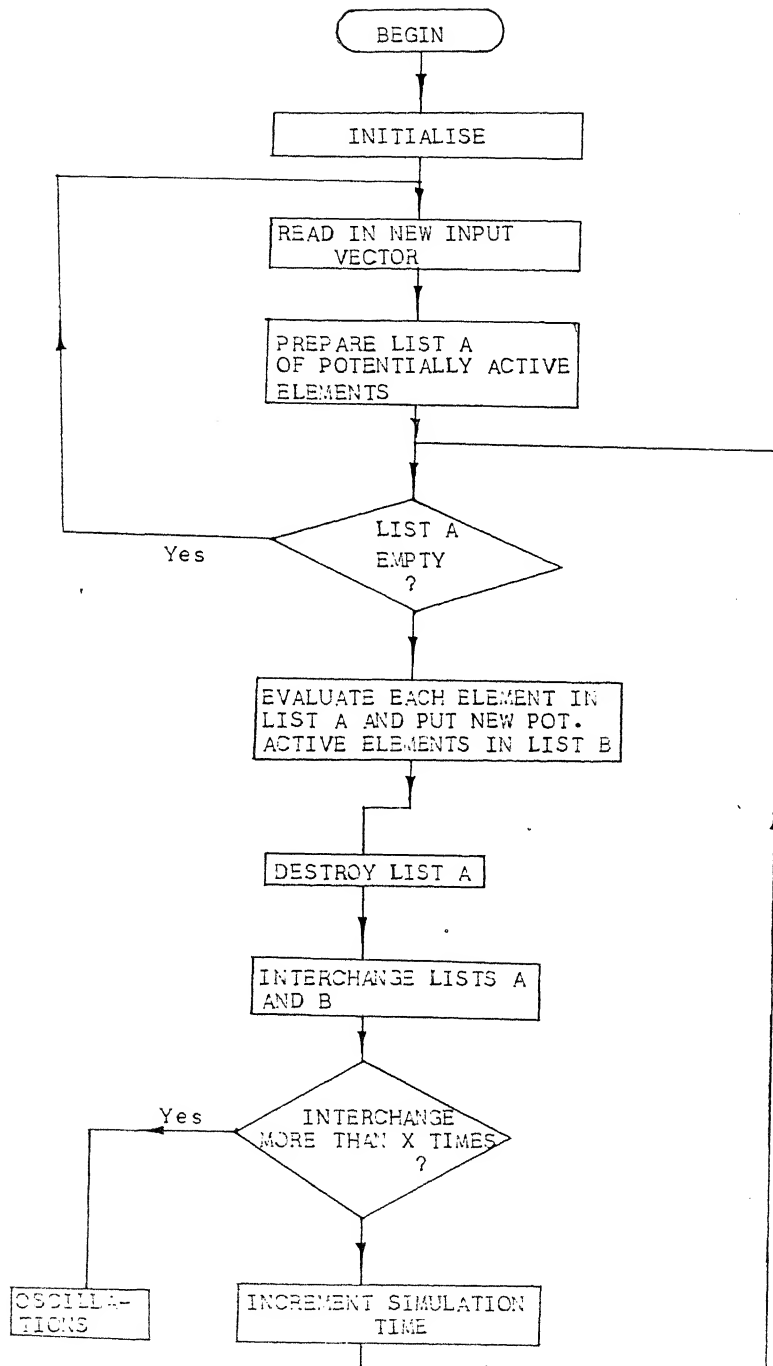 BEGIN
INITIALISE
READ IN NEW INPUT
VECTOR
PREPARE LIST A
OF POTENTIALLY ACTIVE
ELEMENTS
LIST A
EMPTY
?
Yes
EVALUATE EACH ELEMENT IN
LIST A AND PUT NEW POT.
ACTIVE ELEMENTS IN LIST B
DESTROY LIST A
INTERCHANGE LISTS A
AND B
Yes
INTERCHANGE
MORE THAN X TIMES
?
OSCILLA-
TIONS
INCREMENT SIMULATION
TIME